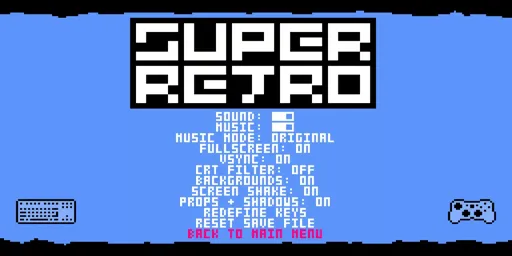 SUPER
RETRO
SOUND:
MUSIC:
MUSIC MODE: ORIGINAL
FULLSCREEN: ON
VSYNC: ON
CRT FILTER: OFF
BACKGROUNDS: ON
SCREEN SHAKE: ON
PROPS + SHADOWS: ON
REDEFINE KEYS
RESET SAVE FILE
BACK TO MAIN MENU